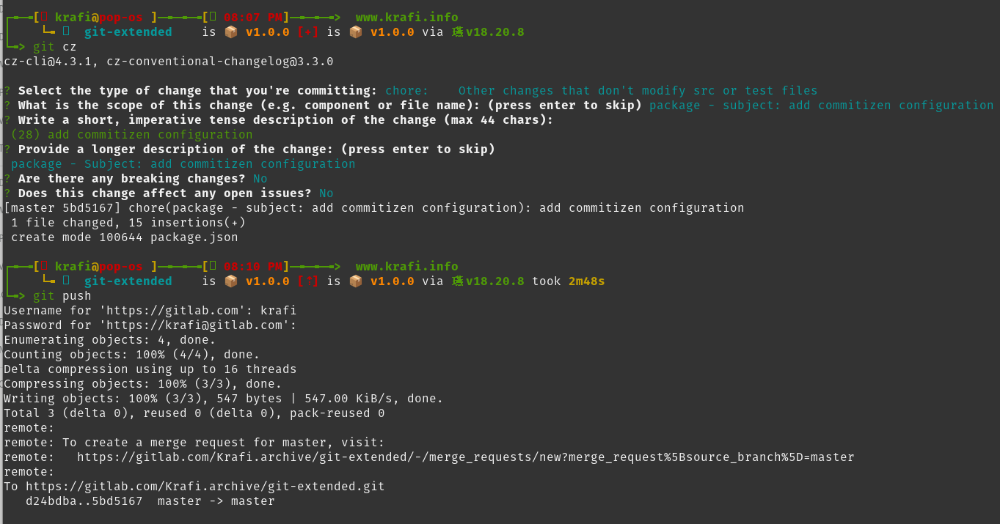 [ krafi@pop-os ]—[ 08:07 PM]—> www.krafi.info
git-extended is 📦 v1.0.0 [+] is 📦 v1.0.0 via v18.20.8
> git cz
cz-cli@4.3.1, cz-conventional-changelog@3.3.0
? Select the type of change that you're committing: chore: Other changes that don't modify src or test files
? What is the scope of this change (e.g. component or file name): (press enter to skip) package - subject: add commitizen configuration
? Write a short, imperative tense description of the change (max 44 chars):
(28) add commitizen configuration
? Provide a longer description of the change: (press enter to skip)
package - Subject: add commitizen configuration
? Are there any breaking changes? No
? Does this change affect any open issues? No
[master 5bd5167] chore(package - subject: add commitizen configuration): add commitizen configuration
1 file changed, 15 insertions(+)
create mode 100644 package.json
[ krafi@pop-os ]—[ 08:10 PM]—> www.krafi.info
git-extended is 📦 v1.0.0 [⇡] is 📦 v1.0.0 via v18.20.8 took 2m48s
> git push
Username for 'https://gitlab.com': krafi
Password for 'https://krafi@gitlab.com':
Enumerating objects: 4, done.
Counting objects: 100% (4/4), done.
Delta compression using up to 16 threads
Compressing objects: 100% (3/3), done.
Writing objects: 100% (3/3), 547 bytes | 547.00 KiB/s, done.
Total 3 (delta 0), reused 0 (delta 0), pack-reused 0
remote:
remote: To create a merge request for master, visit:
remote:   https://gitlab.com/Krafi.archive/git-extended/-/merge_requests/new?merge_request%5Bsource_branch%5D=master
remote:
To https://gitlab.com/Krafi.archive/git-extended.git
d24bdba..5bd5167  master -> master